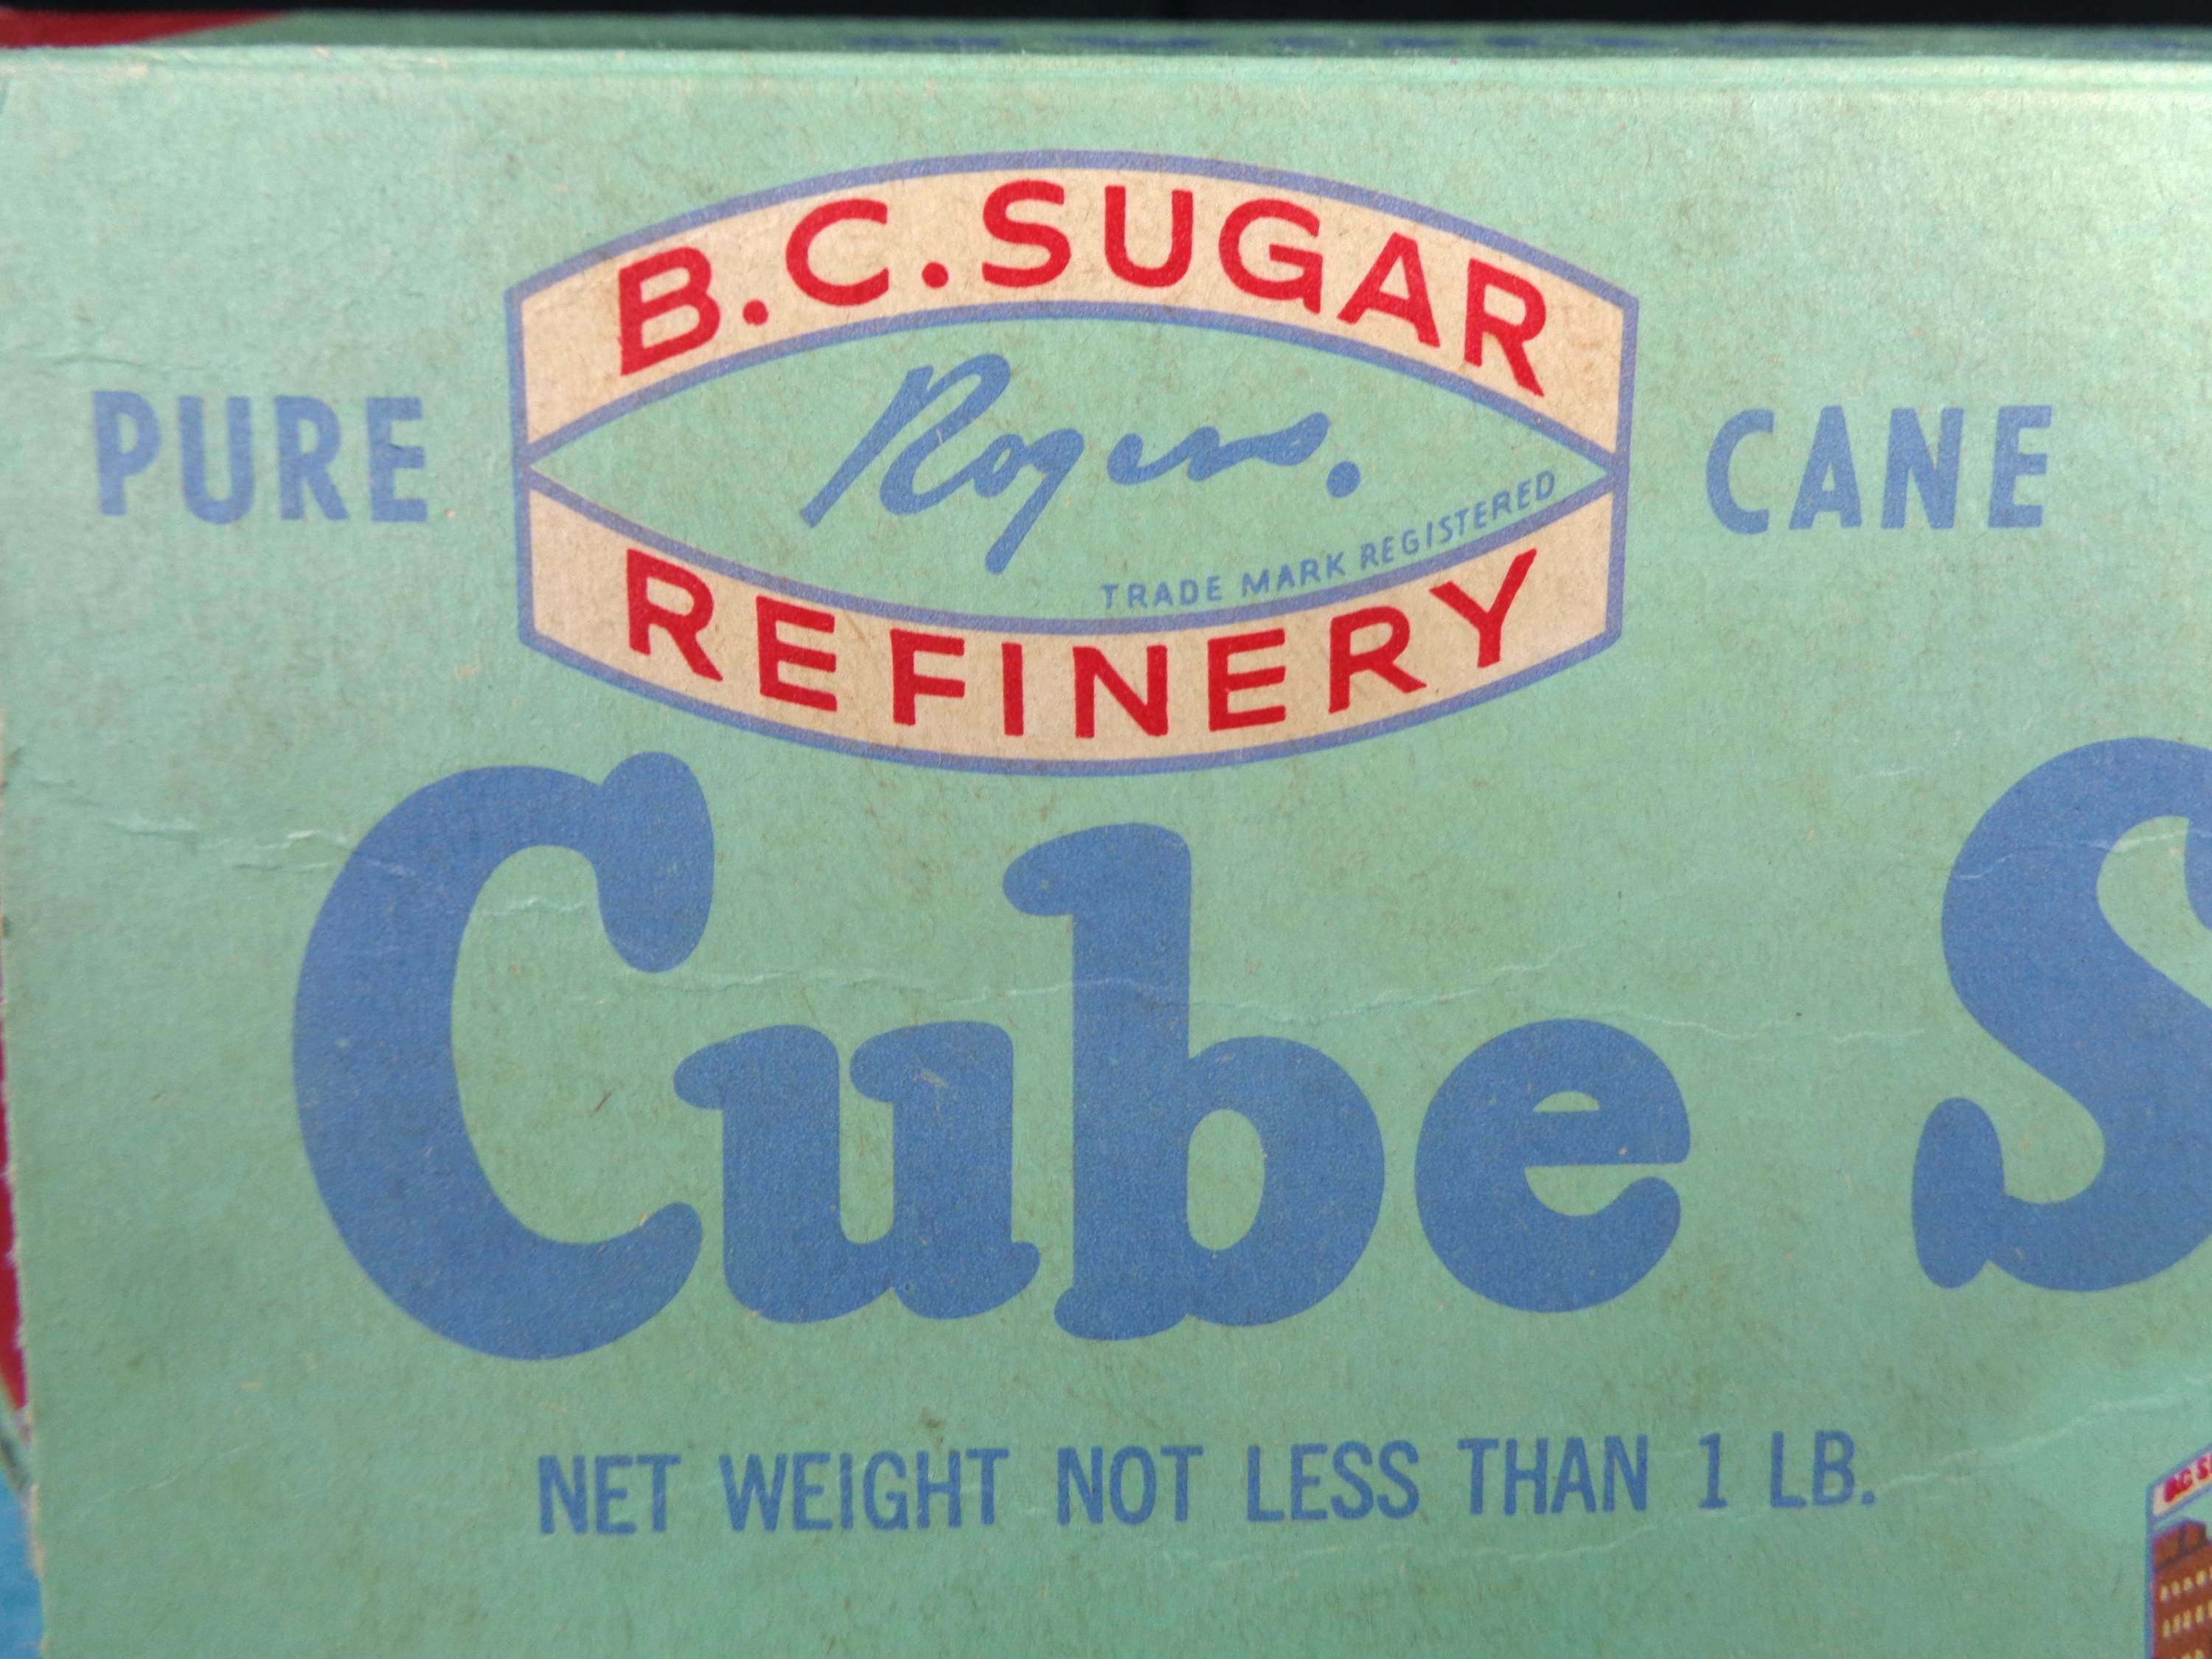 B.C. SUGAR
PURE
Rogers.
CANE
TRADE MARK REGISTERED
REFINERY
Cube S
NET WEIGHT NOT LESS THAN 1 LB.